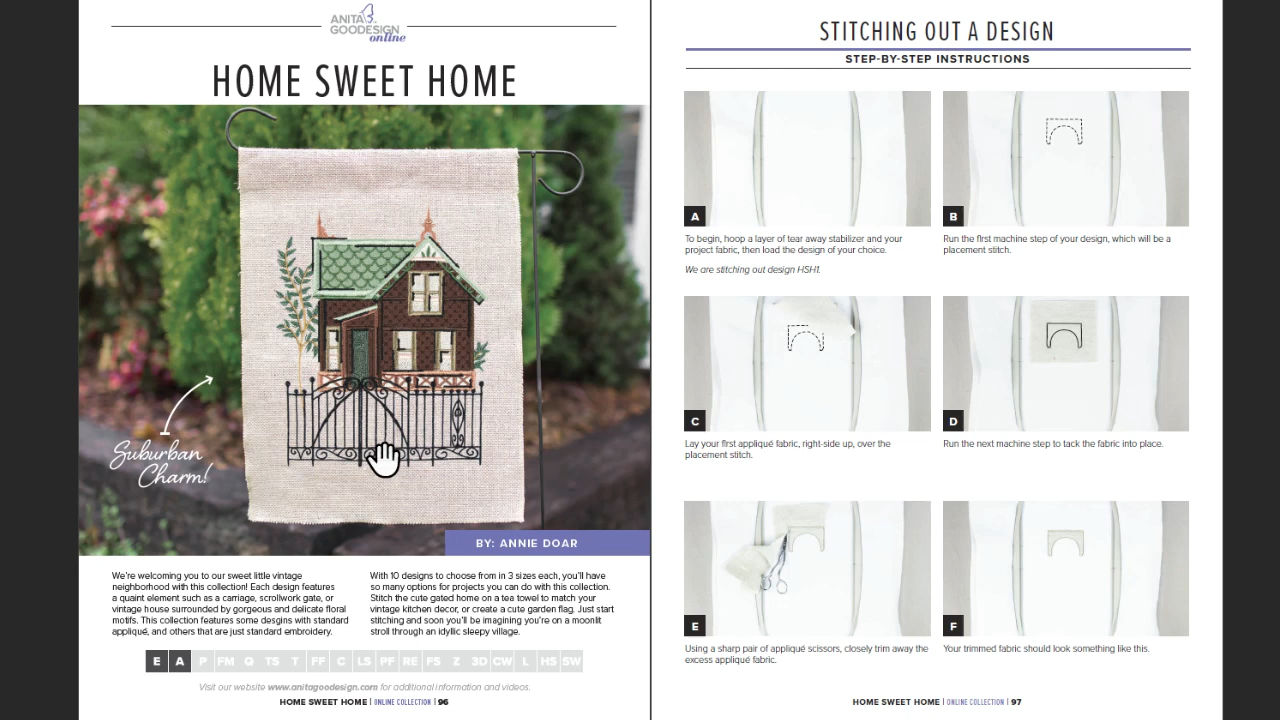 ANITA
GOODESIGN
online
HOME SWEET HOME
Suburban
Charm!
BY: ANNIE DOAR
We're welcoming you to our sweet little vintage
neighborhood with this collection! Each design features
a quaint element such as a carriage, scrollwork gate, or
vintage house surrounded by gorgeous and delicate floral
motifs. This collection features some desgins with standard
appliqué, and others that are just standard embroidery.
With 10 designs to choose from in 3 sizes each, you'll have
so many options for projects you can do with this collection.
Stitch the cute gated home on a tea towel to match your
vintage kitchen decor, or create a cute garden flag. Just start
stitching and soon you'll be imagining you're on a moonlit
stroll through an idyllic sleepy village.
E A P FM Q TS T FF C LS PF RE FS Z 3D CW L HS SW
Visit our website www.anitagoodesign.com for additional information and videos.
HOME SWEET HOME | ONLINE COLLECTION | 96
STITCHING OUT A DESIGN
STEP-BY-STEP INSTRUCTIONS
A
To begin, hoop a layer of tear away stabilizer and your
project fabric, then load the design of your choice.
We are stitching out design HSH1.
B
Run the first machine step of your design, which will be a
placement stitch.
C
Lay your first appliqué fabric, right-side up, over the
placement stitch.
D
Run the next machine step to tack the fabric into place.
E
Using a sharp pair of appliqué scissors, closely trim away the
excess appliqué fabric.
F
Your trimmed fabric should look something like this.
HOME SWEET HOME | ONLINE COLLECTION | 97